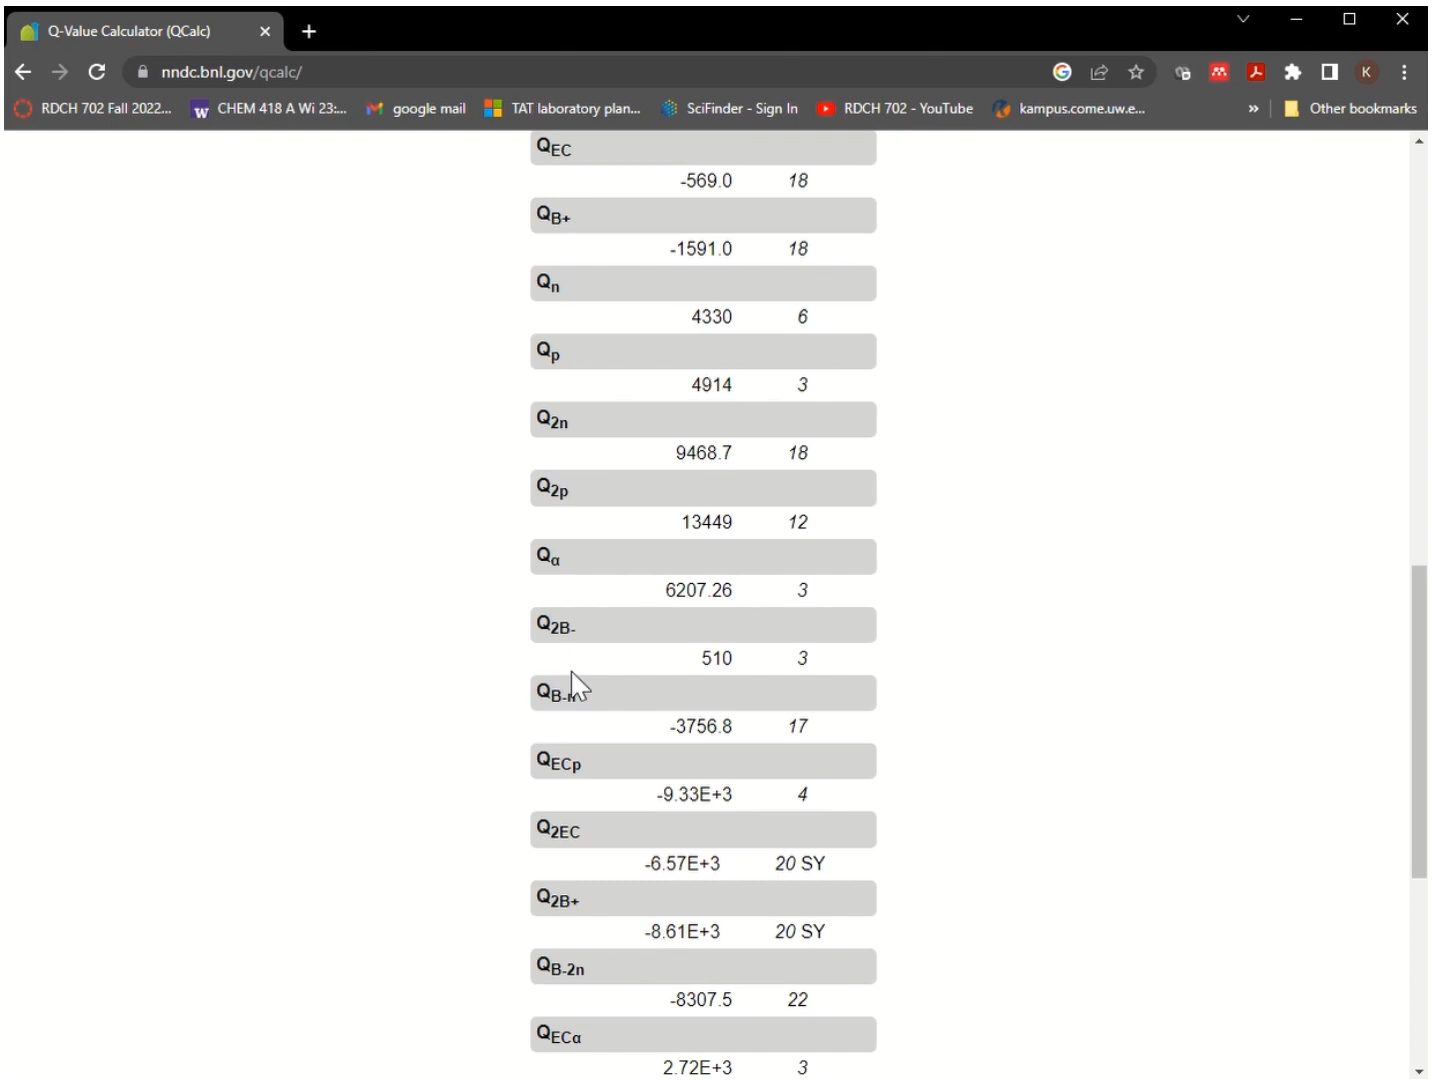 Q-Value Calculator (QCalc)
nndc.bnl.gov/qcalc/
K
RDCH 702 Fall 2022...
W CHEM 418 A Wi 23:...
google mail
TAT laboratory plan...
SciFinder - Sign In
RDCH 702 - YouTube
kampus.come.uw.e...
»
Other bookmarks
QEC
-569.0 18
QB+
-1591.0 18
Qn
4330 6
Qp
4914 3
Q2n
9468.7 18
Q2p
13449 12
Qα
6207.26 3
Q2B-
510 3
QB-n
-3756.8 17
QECp
-9.33E+3 4
Q2EC
-6.57E+3 20 SY
Q2B+
-8.61E+3 20 SY
QB-2n
-8307.5 22
QECα
2.72E+3 3